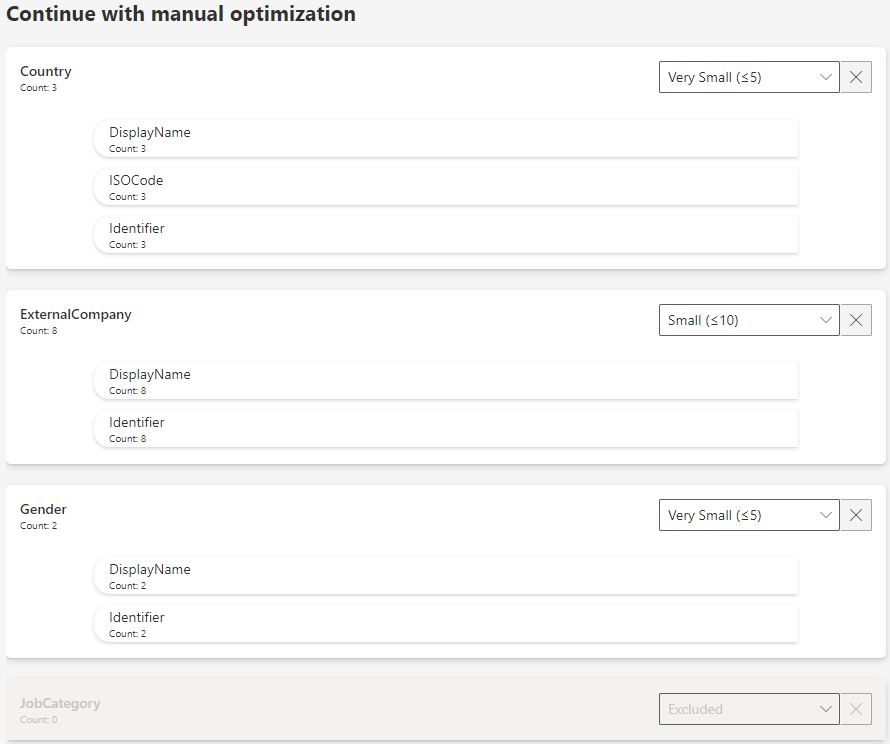 Continue with manual optimization
Country
Count: 3
Very Small (≤5)
DisplayName
Count: 3
ISOCode
Count: 3
Identifier
Count: 3
ExternalCompany
Count: 8
Small (≤10)
DisplayName
Count: 8
Identifier
Count: 8
Gender
Count: 2
Very Small (≤5)
DisplayName
Count: 2
Identifier
Count: 2
JobCategory
Count: 0
Excluded